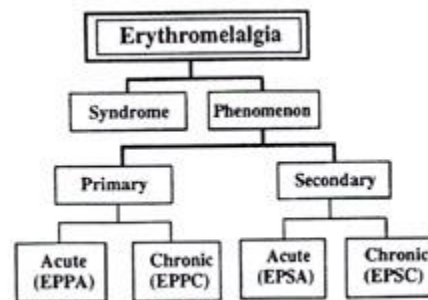 Erythromelalgia
Syndrome
Phenomenon
Primary
Secondary
Acute
(EPPA)
Chronic
(EPPC)
Acute
(EPSA)
Chronic
(EPSC)